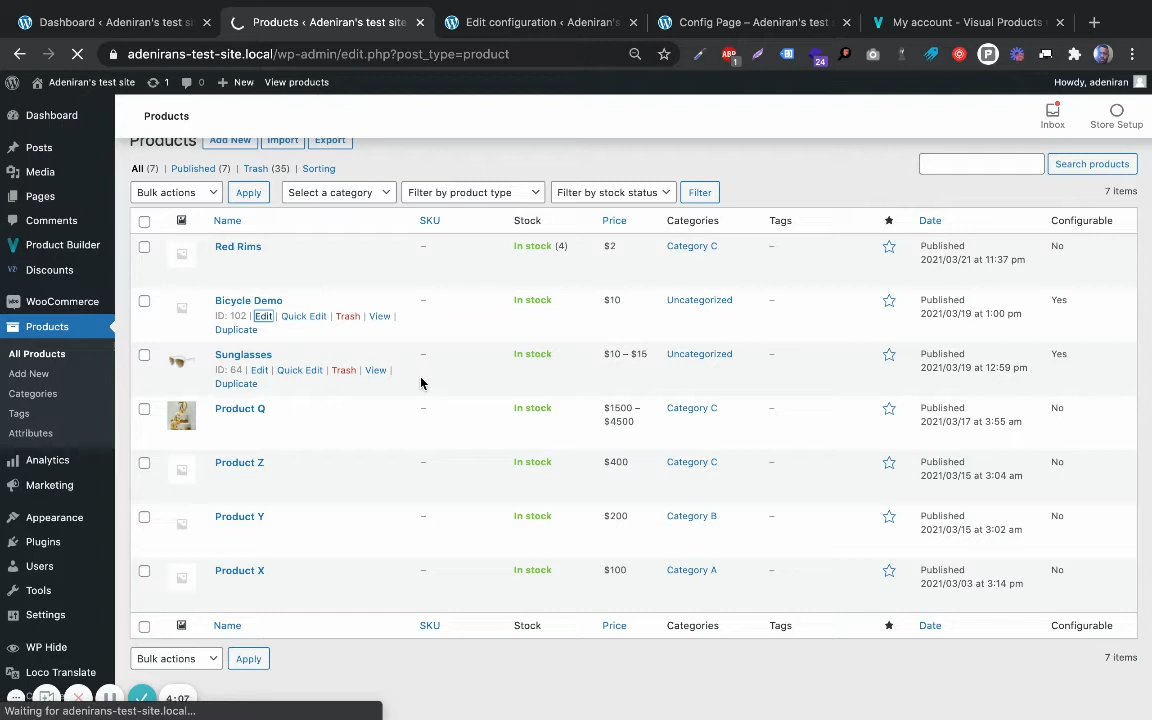 Dashboard ‹ Adeniran's test si
Products ‹ Adeniran's test site
Edit configuration ‹ Adeniran's
Config Page – Adeniran's test
My account - Visual Products
adenirans-test-site.local/wp-admin/edit.php?post_type=product
1
24
Adeniran's test site
1
0
New
View products
Howdy, adeniran
Dashboard
Posts
Media
Pages
Comments
Product Builder
Discounts
WooCommerce
Products
All Products
Add New
Categories
Tags
Attributes
Analytics
Marketing
Appearance
Plugins
Users
Tools
Settings
WP Hide
Loco Translate
Products
Inbox
Store Setup
Products
Add New
Import
Export
All (7) | Published (7) | Trash (35) | Sorting
Search products
Bulk actions
Apply
Select a category
Filter by product type
Filter by stock status
Filter
7 items
Name SKU Stock Price Categories Tags Date Configurable
Red Rims – In stock (4) $2 Category C – Published No
2021/03/21 at 11:37 pm
Bicycle Demo – In stock $10 Uncategorized – Published Yes
ID: 102 | Edit | Quick Edit | Trash | View | 2021/03/19 at 1:00 pm
Duplicate
Sunglasses – In stock $10 – $15 Uncategorized – Published Yes
ID: 64 | Edit | Quick Edit | Trash | View | 2021/03/19 at 12:59 pm
Duplicate
Product Q – In stock $1500 – Category C – Published No
$4500 2021/03/17 at 3:55 am
Product Z – In stock $400 Category C – Published No
2021/03/15 at 3:04 am
Product Y – In stock $200 Category B – Published No
2021/03/15 at 3:02 am
Product X – In stock $100 Category A – Published No
2021/03/03 at 3:14 pm
Name SKU Stock Price Categories Tags Date Configurable
Bulk actions
Apply
7 items
4:07
Waiting for adenirans-test-site.local...